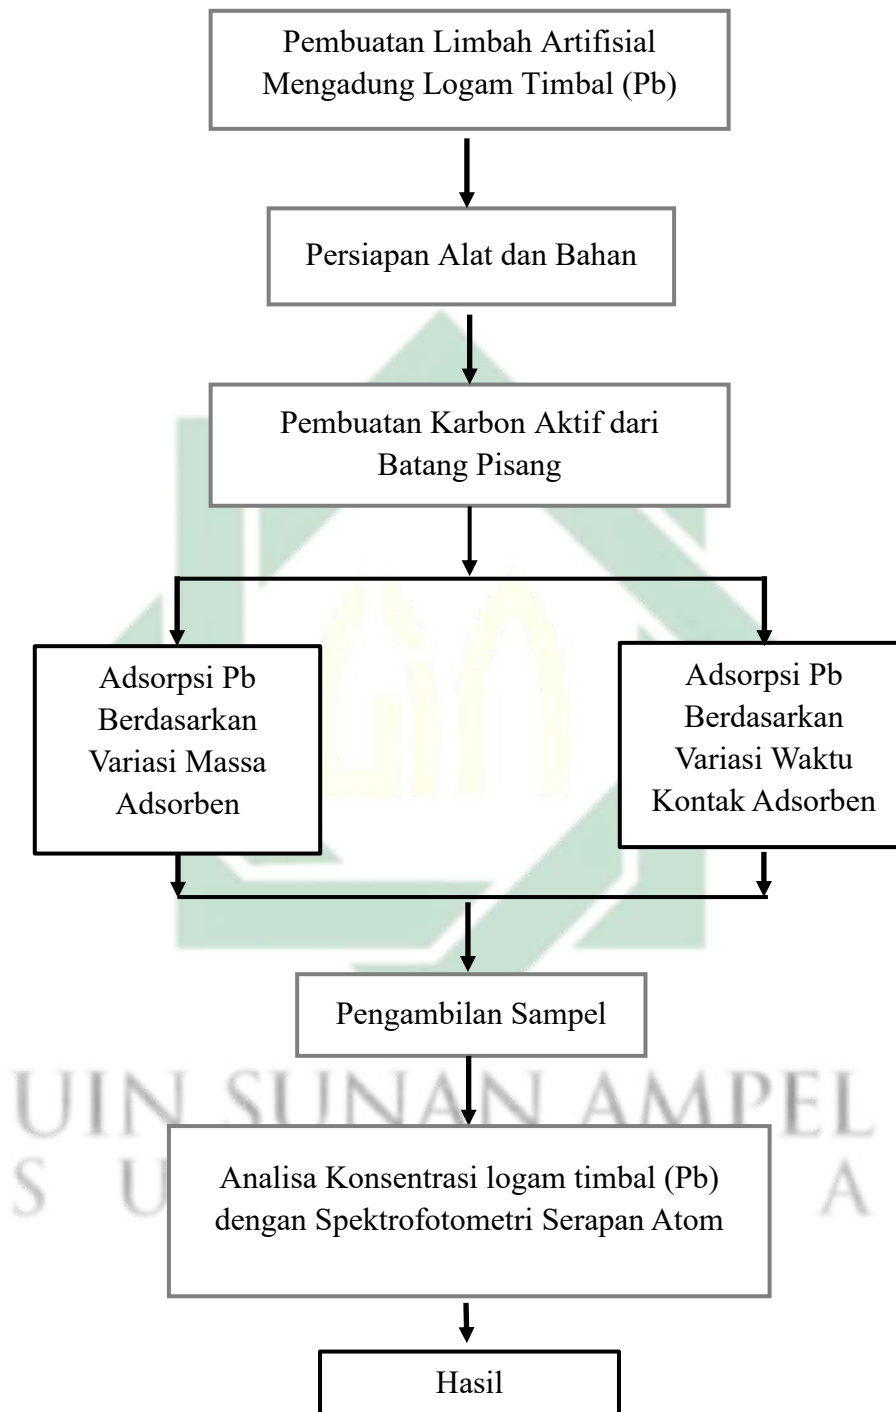 Pembuatan Limbah Artifisial
Mengadung Logam Timbal (Pb)
Persiapan Alat dan Bahan
Pembuatan Karbon Aktif dari
Batang Pisang
Adsorpsi Pb
Berdasarkan
Variasi Massa
Adsorben
Adsorpsi Pb
Berdasarkan
Variasi Waktu
Kontak Adsorben
Pengambilan Sampel
UIN SUNAN AMPEL
S U A
Analisa Konsentrasi logam timbal (Pb)
dengan Spektrofotometri Serapan Atom
Hasil